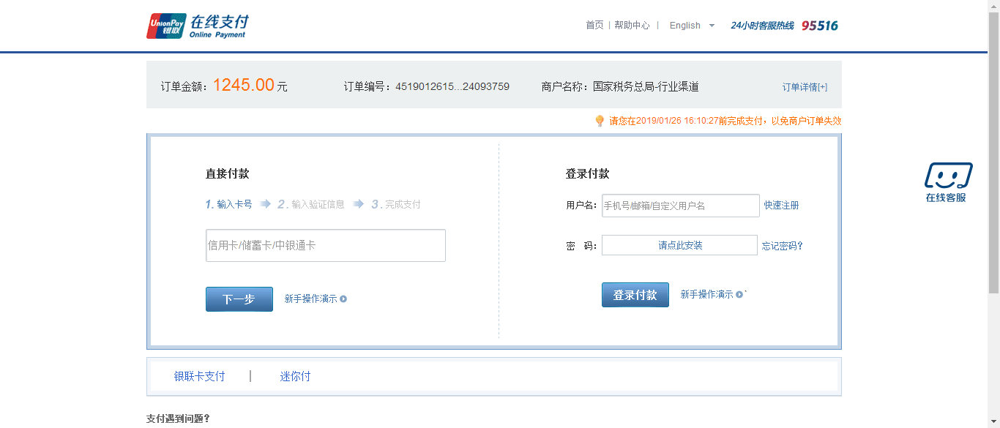 UnionPay 银联 在线支付 Online Payment
首页 | 帮助中心 | English 24小时客服热线 95516
订单金额：1245.00元 订单编号：4519012615...24093759 商户名称：国家税务总局-行业渠道 订单详情[+]
请您在2019/01/26 16:10:27前完成支付，以免商户订单失效
直接付款
1. 输入卡号 2. 输入验证信息 3. 完成支付
信用卡/储蓄卡/中银通卡
下一步 新手操作演示
登录付款
用户名： 手机号/邮箱/自定义用户名 快速注册
密 码： 请点此安装 忘记密码?
登录付款 新手操作演示`
在线客服
银联卡支付 | 迷你付
支付遇到问题?